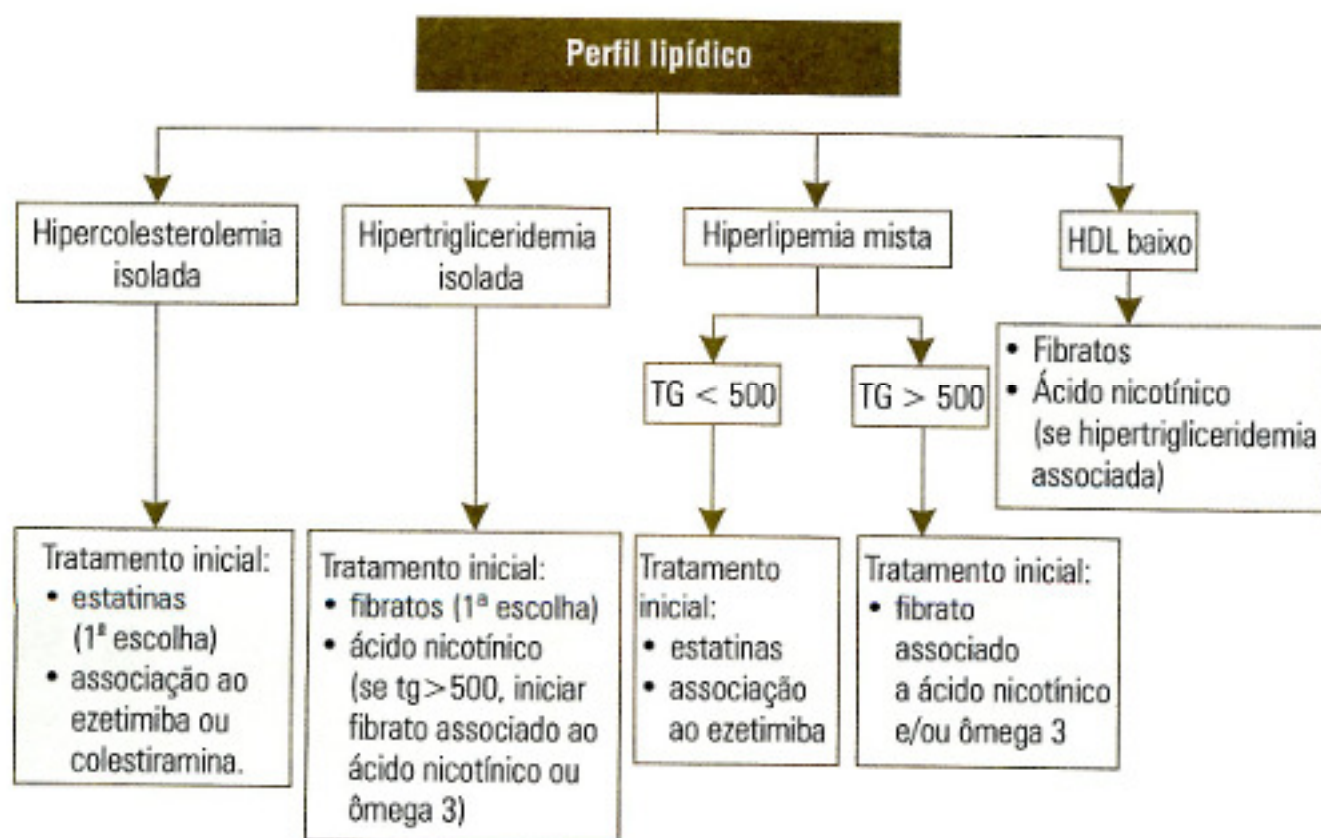 Perfil lipídico
Hipercolesterolemia
isolada
Hipertrigliceridemia
isolada
Hiperlipemia mista
HDL baixo
TG < 500
TG > 500
• Fibratos
• Ácido nicotínico
(se hipertrigliceridemia
associada)
Tratamento inicial:
• estatinas
(1ª escolha)
• associação ao
ezetimiba ou
colestiramina.
Tratamento inicial:
• fibratos (1ª escolha)
• ácido nicotínico
(se tg>500, iniciar
fibrato associado ao
ácido nicotínico ou
ômega 3)
Tratamento
inicial:
• estatinas
• associação
ao ezetimiba
Tratamento inicial:
• fibrato
associado
a ácido nicotínico
e/ou ômega 3